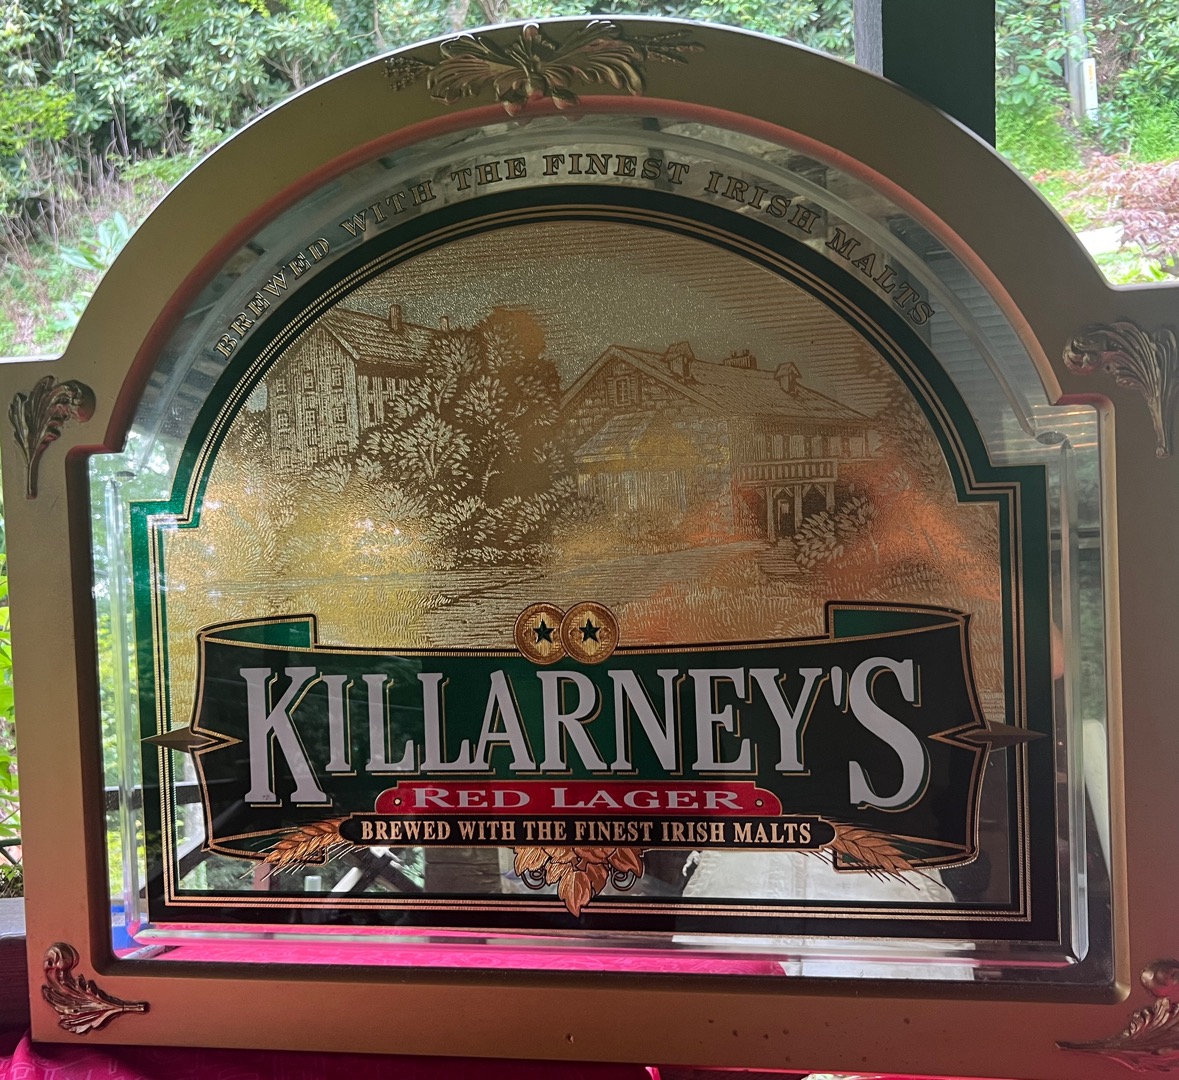 BREWED WITH THE FINEST IRISH MALTS
KILLARNEY'S
RED LAGER
BREWED WITH THE FINEST IRISH MALTS